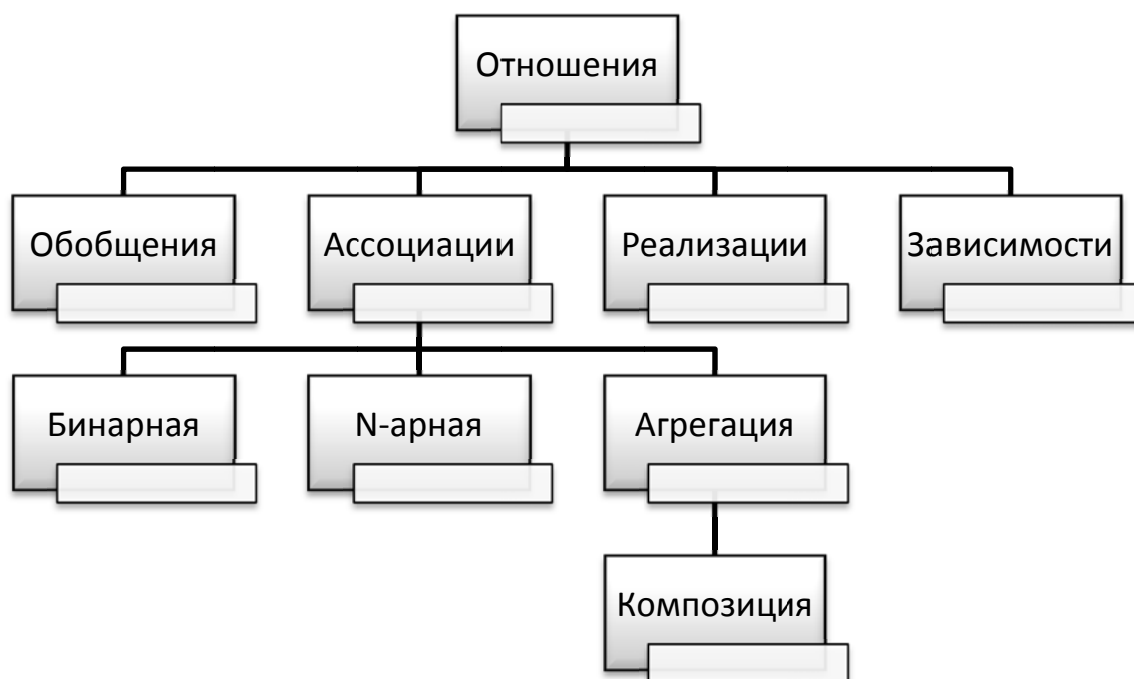 Отношения
Обобщения
Ассоциации
Реализации
Зависимости
Бинарная
N-арная
Агрегация
Композиция